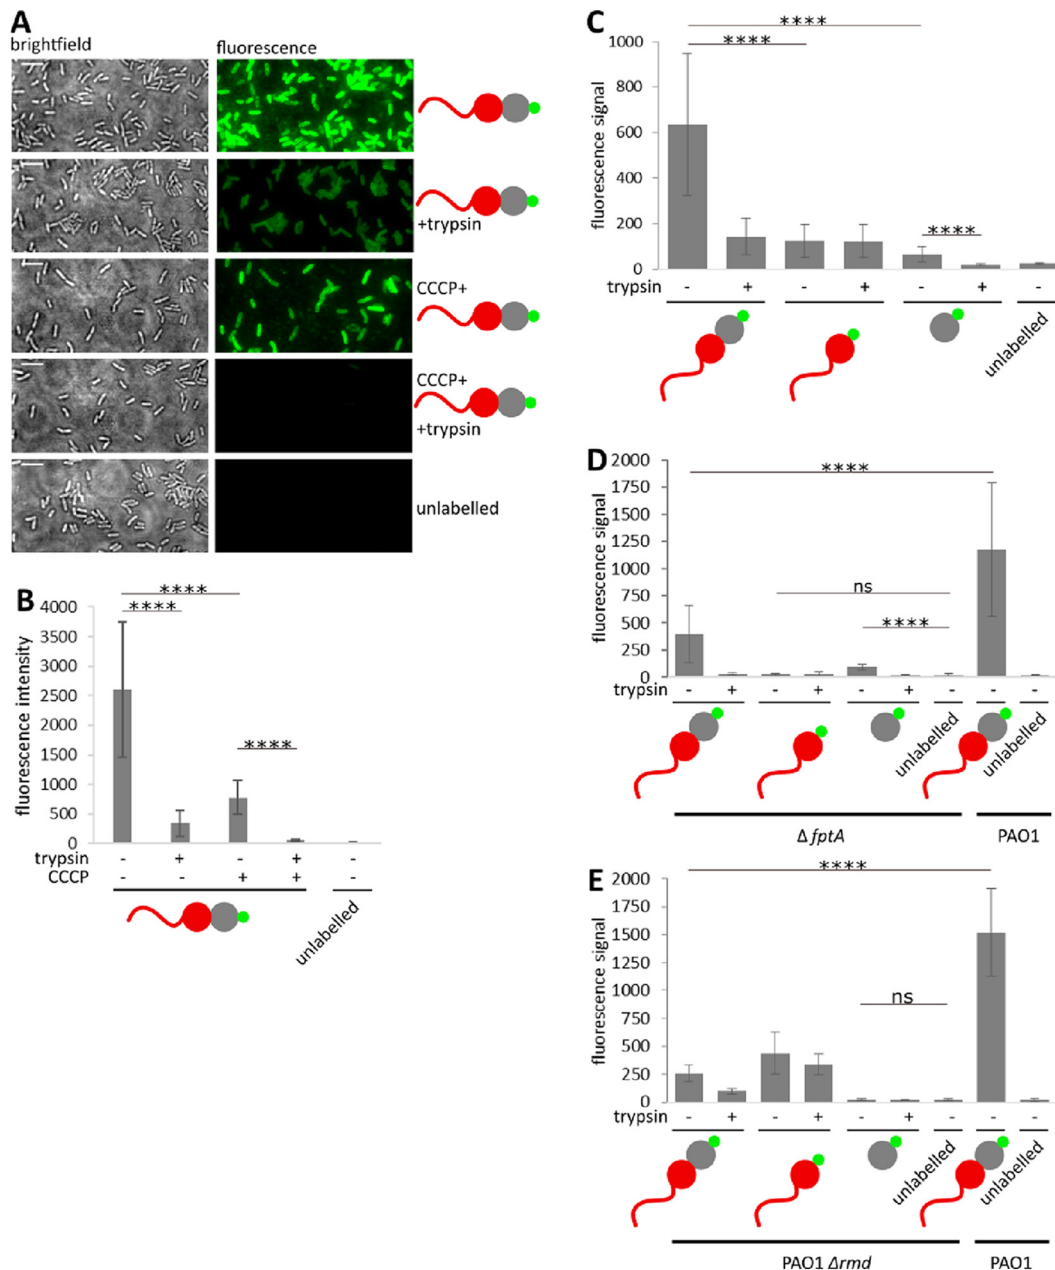 A
brightfield
fluorescence
+trypsin
CCCP+
CCCP+
+trypsin
unlabelled
B
****
****
****
4000
3500
3000
2500
2000
1500
1000
500
0
fluorescence intensity
trypsin - + - + -
CCCP - - + + -
unlabelled
C
****
****
****
1000
800
600
400
200
0
fluorescence signal
trypsin - + - + - + -
unlabelled
D
****
ns
****
2000
1750
1500
1250
1000
750
500
250
0
fluorescence signal
trypsin - + - + - + - - -
unlabelled
unlabelled
Δ fptA
PAO1
E
****
ns
2000
1750
1500
1250
1000
750
500
250
0
fluorescence signal
trypsin - + - + - + - - -
unlabelled
unlabelled
PAO1 Δrmd
PAO1